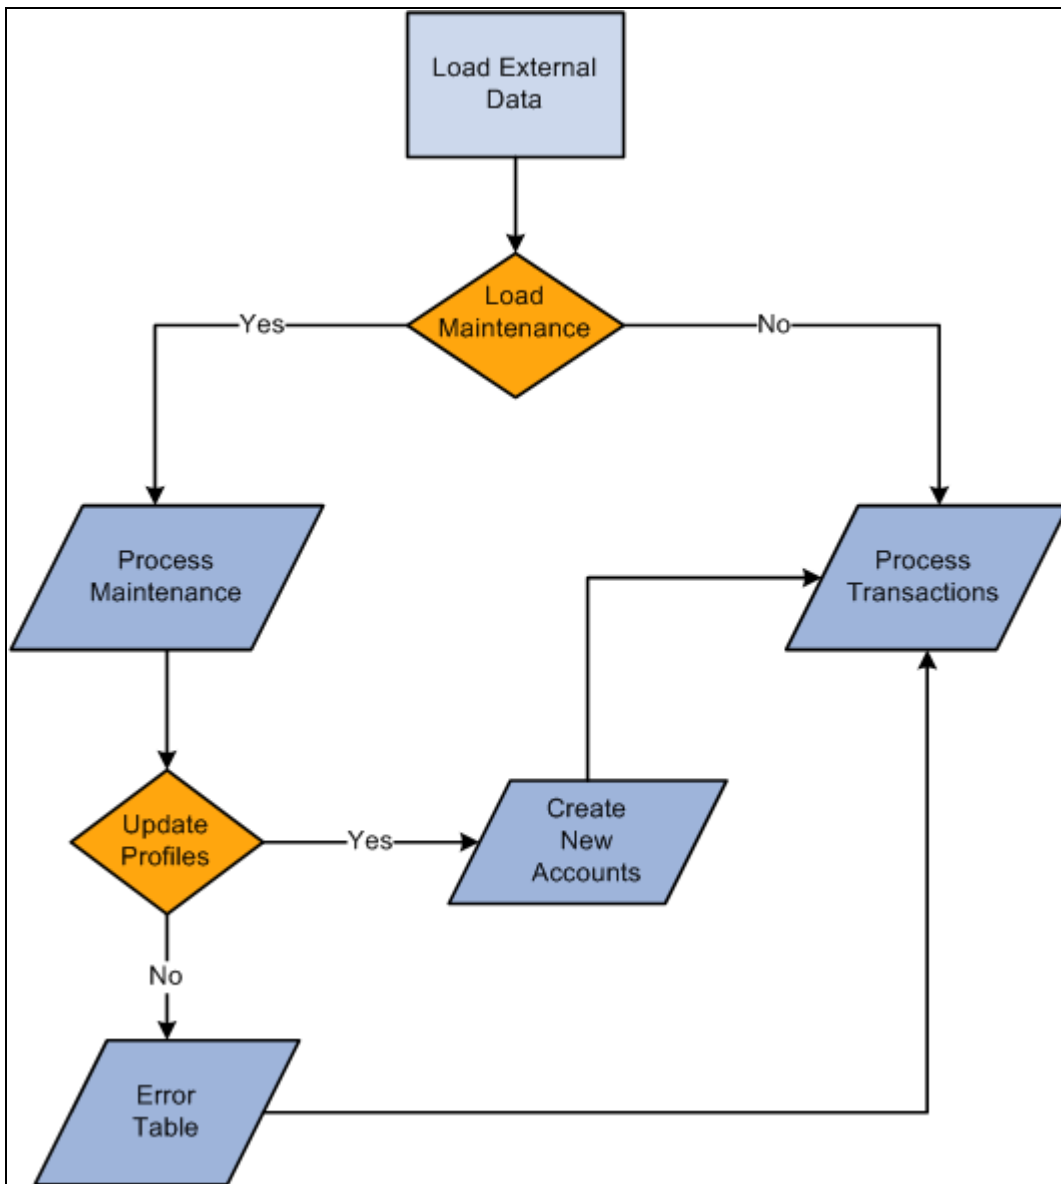 Load External
Data
Load
Maintenance
Yes
No
Process
Maintenance
Process
Transactions
Update
Profiles
Yes
Create
New
Accounts
No
Error
Table